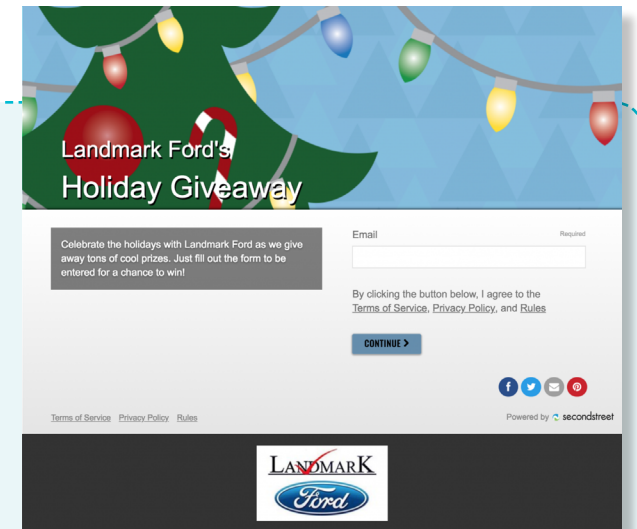 Landmark Ford's
Holiday Giveaway
Celebrate the holidays with Landmark Ford as we give
away tons of cool prizes. Just fill out the form to be
entered for a chance to win!
Email Required
By clicking the button below, I agree to the
Terms of Service, Privacy Policy, and Rules
CONTINUE >
Terms of Service Privacy Policy Rules
Powered by secondstreet
LANDMARK
Ford